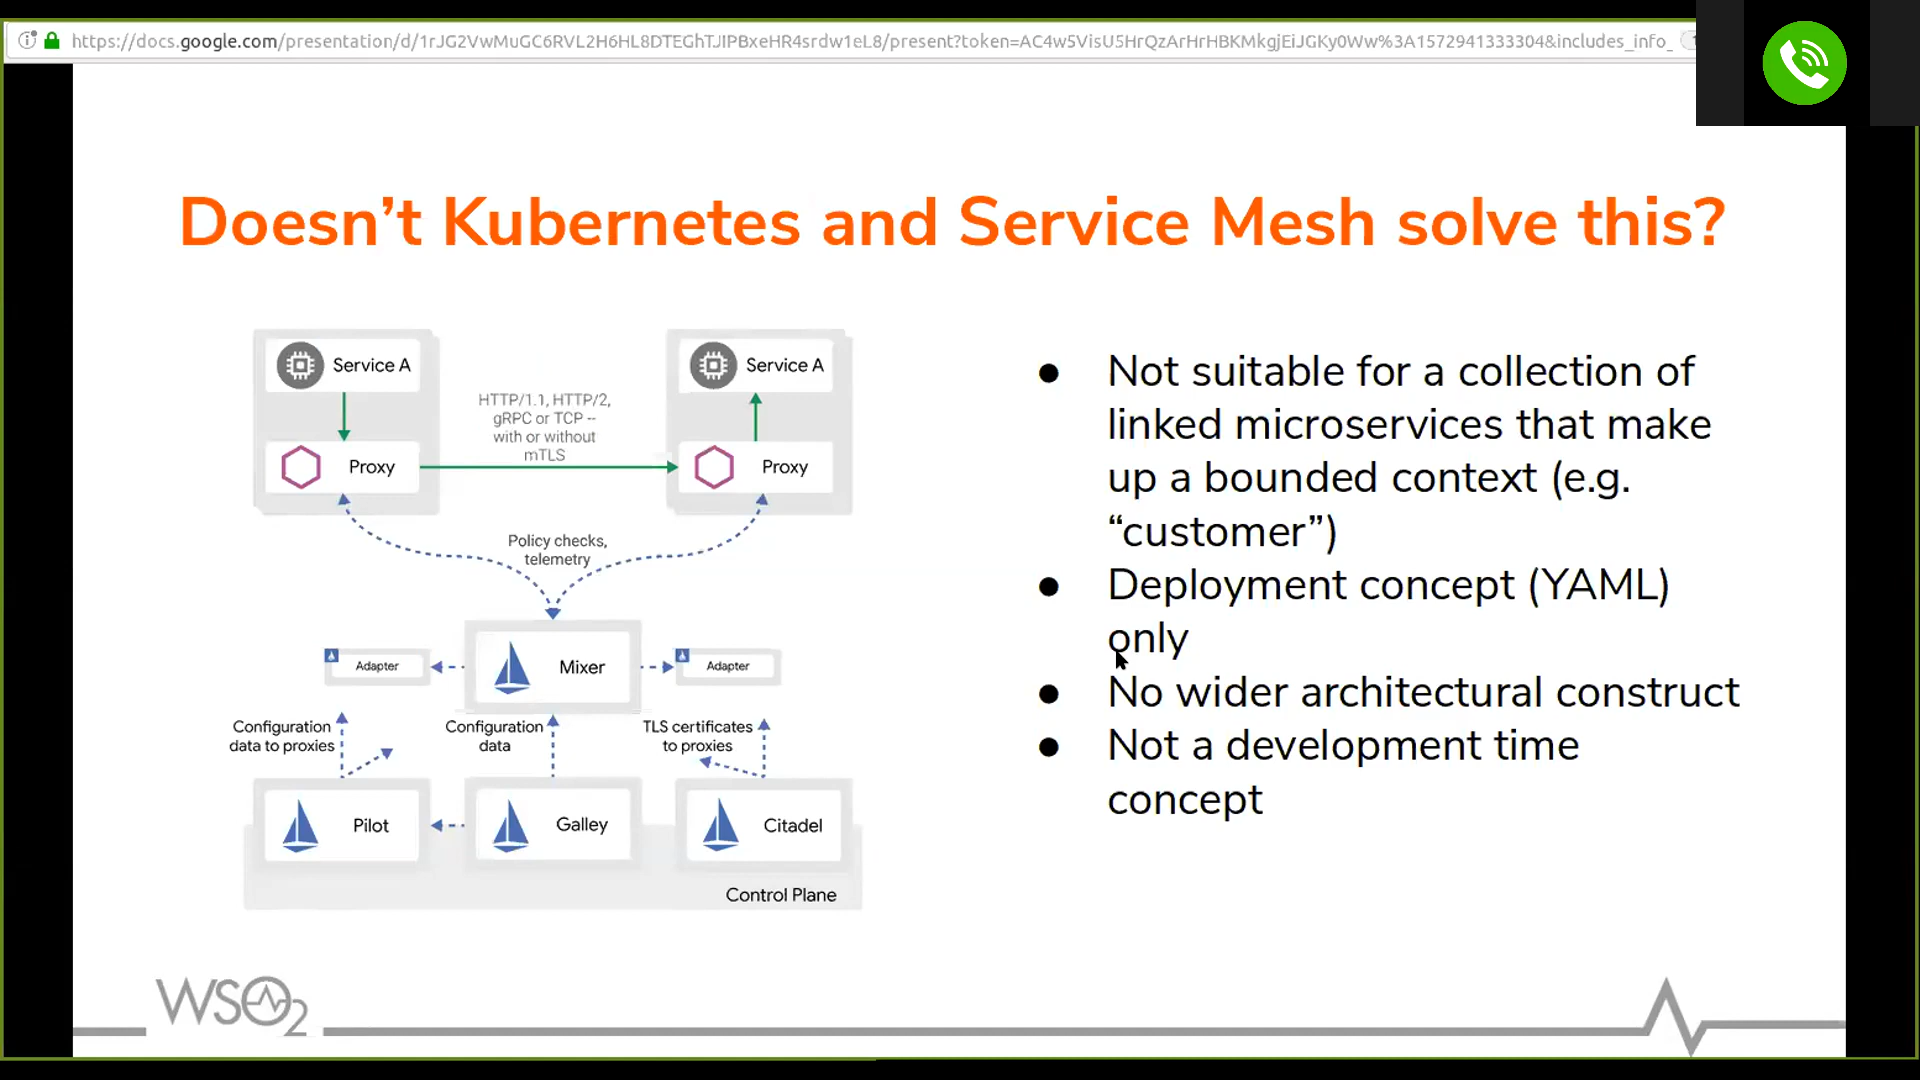 https://docs.google.com/presentation/d/1rJG2VwMuGC6RVL2H6HL8DTEGhTJIPBxeHR4srdw1eL8/present?token=AC4w5VisU5HrQzArHrHBKMkgjEiJGKy0Ww%3A1572941333304&includes_info_
Doesn’t Kubernetes and Service Mesh solve this?
Service A
Service A
HTTP/1.1, HTTP/2,
gRPC or TCP --
with or without
mTLS
Proxy
Proxy
Policy checks,
telemetry
Adapter
Mixer
Adapter
Configuration
data to proxies
Configuration
data
TLS certificates
to proxies
Pilot
Galley
Citadel
Control Plane
● Not suitable for a collection of
linked microservices that make
up a bounded context (e.g.
“customer”)
● Deployment concept (YAML)
only
● No wider architectural construct
● Not a development time
concept
WSO2